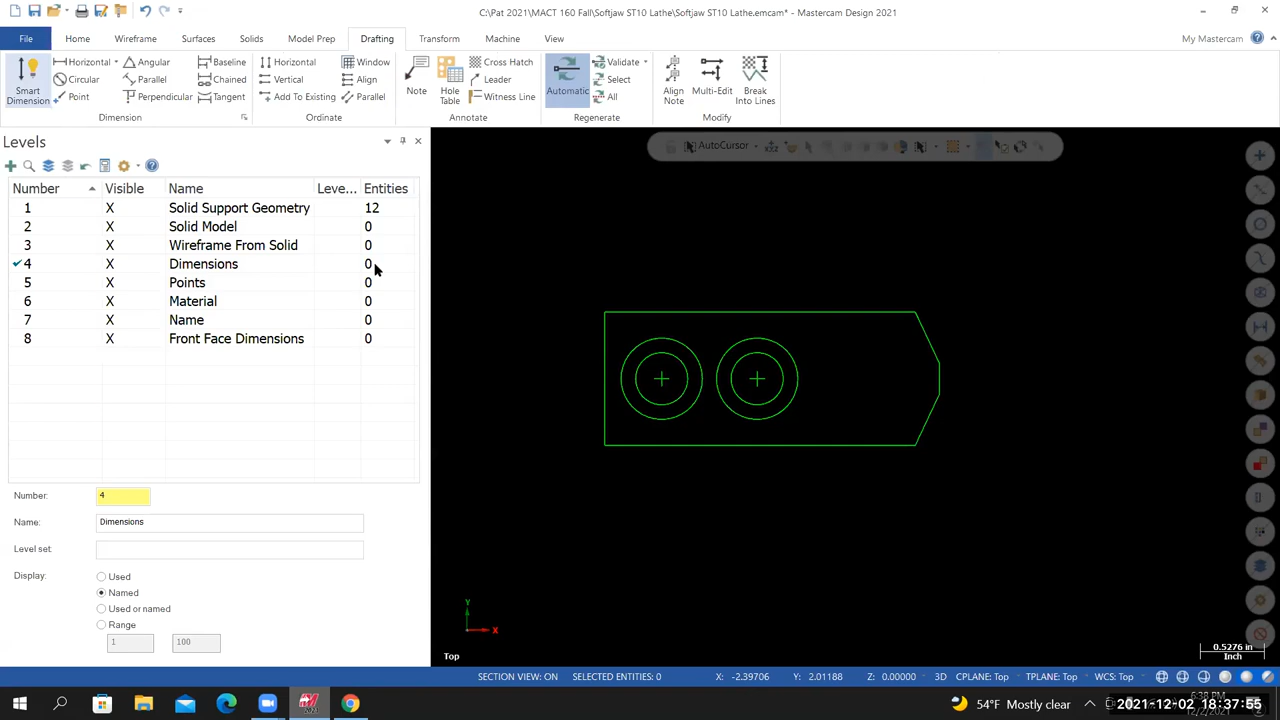 C:\Pat 2021\MACT 160 Fall\Softjaw ST10 Lathe\Softjaw ST10 Lathe.emcam* - Mastercam Design 2021
File Home Wireframe Surfaces Solids Model Prep Drafting Transform Machine View My Mastercam
Horizontal Angular Baseline Horizontal Window Cross Hatch Validate
Circular Parallel Chained Vertical Align Leader Select
Point Perpendicular Tangent Add To Existing Parallel Witness Line All
Smart Dimension Note Hole Table Automatic Align Note Multi-Edit Break Into Lines
Dimension Ordinate Annotate Regenerate Modify
Levels
AutoCursor
Number Visible Name Leve... Entities
1 X Solid Support Geometry 12
2 X Solid Model 0
3 X Wireframe From Solid 0
4 X Dimensions 0
5 X Points 0
6 X Material 0
7 X Name 0
8 X Front Face Dimensions 0
Number: 4
Name: Dimensions
Level set:
Display: Used
Named
Used or named
Range
1 100
Y
X
Top
0.5276 in
Inch
SECTION VIEW: ON SELECTED ENTITIES: 0 X: -2.39706 Y: 2.01188 Z: 0.00000 3D CPLANE: Top TPLANE: Top WCS: Top
54°F Mostly clear
2021-12-02 18:37:55